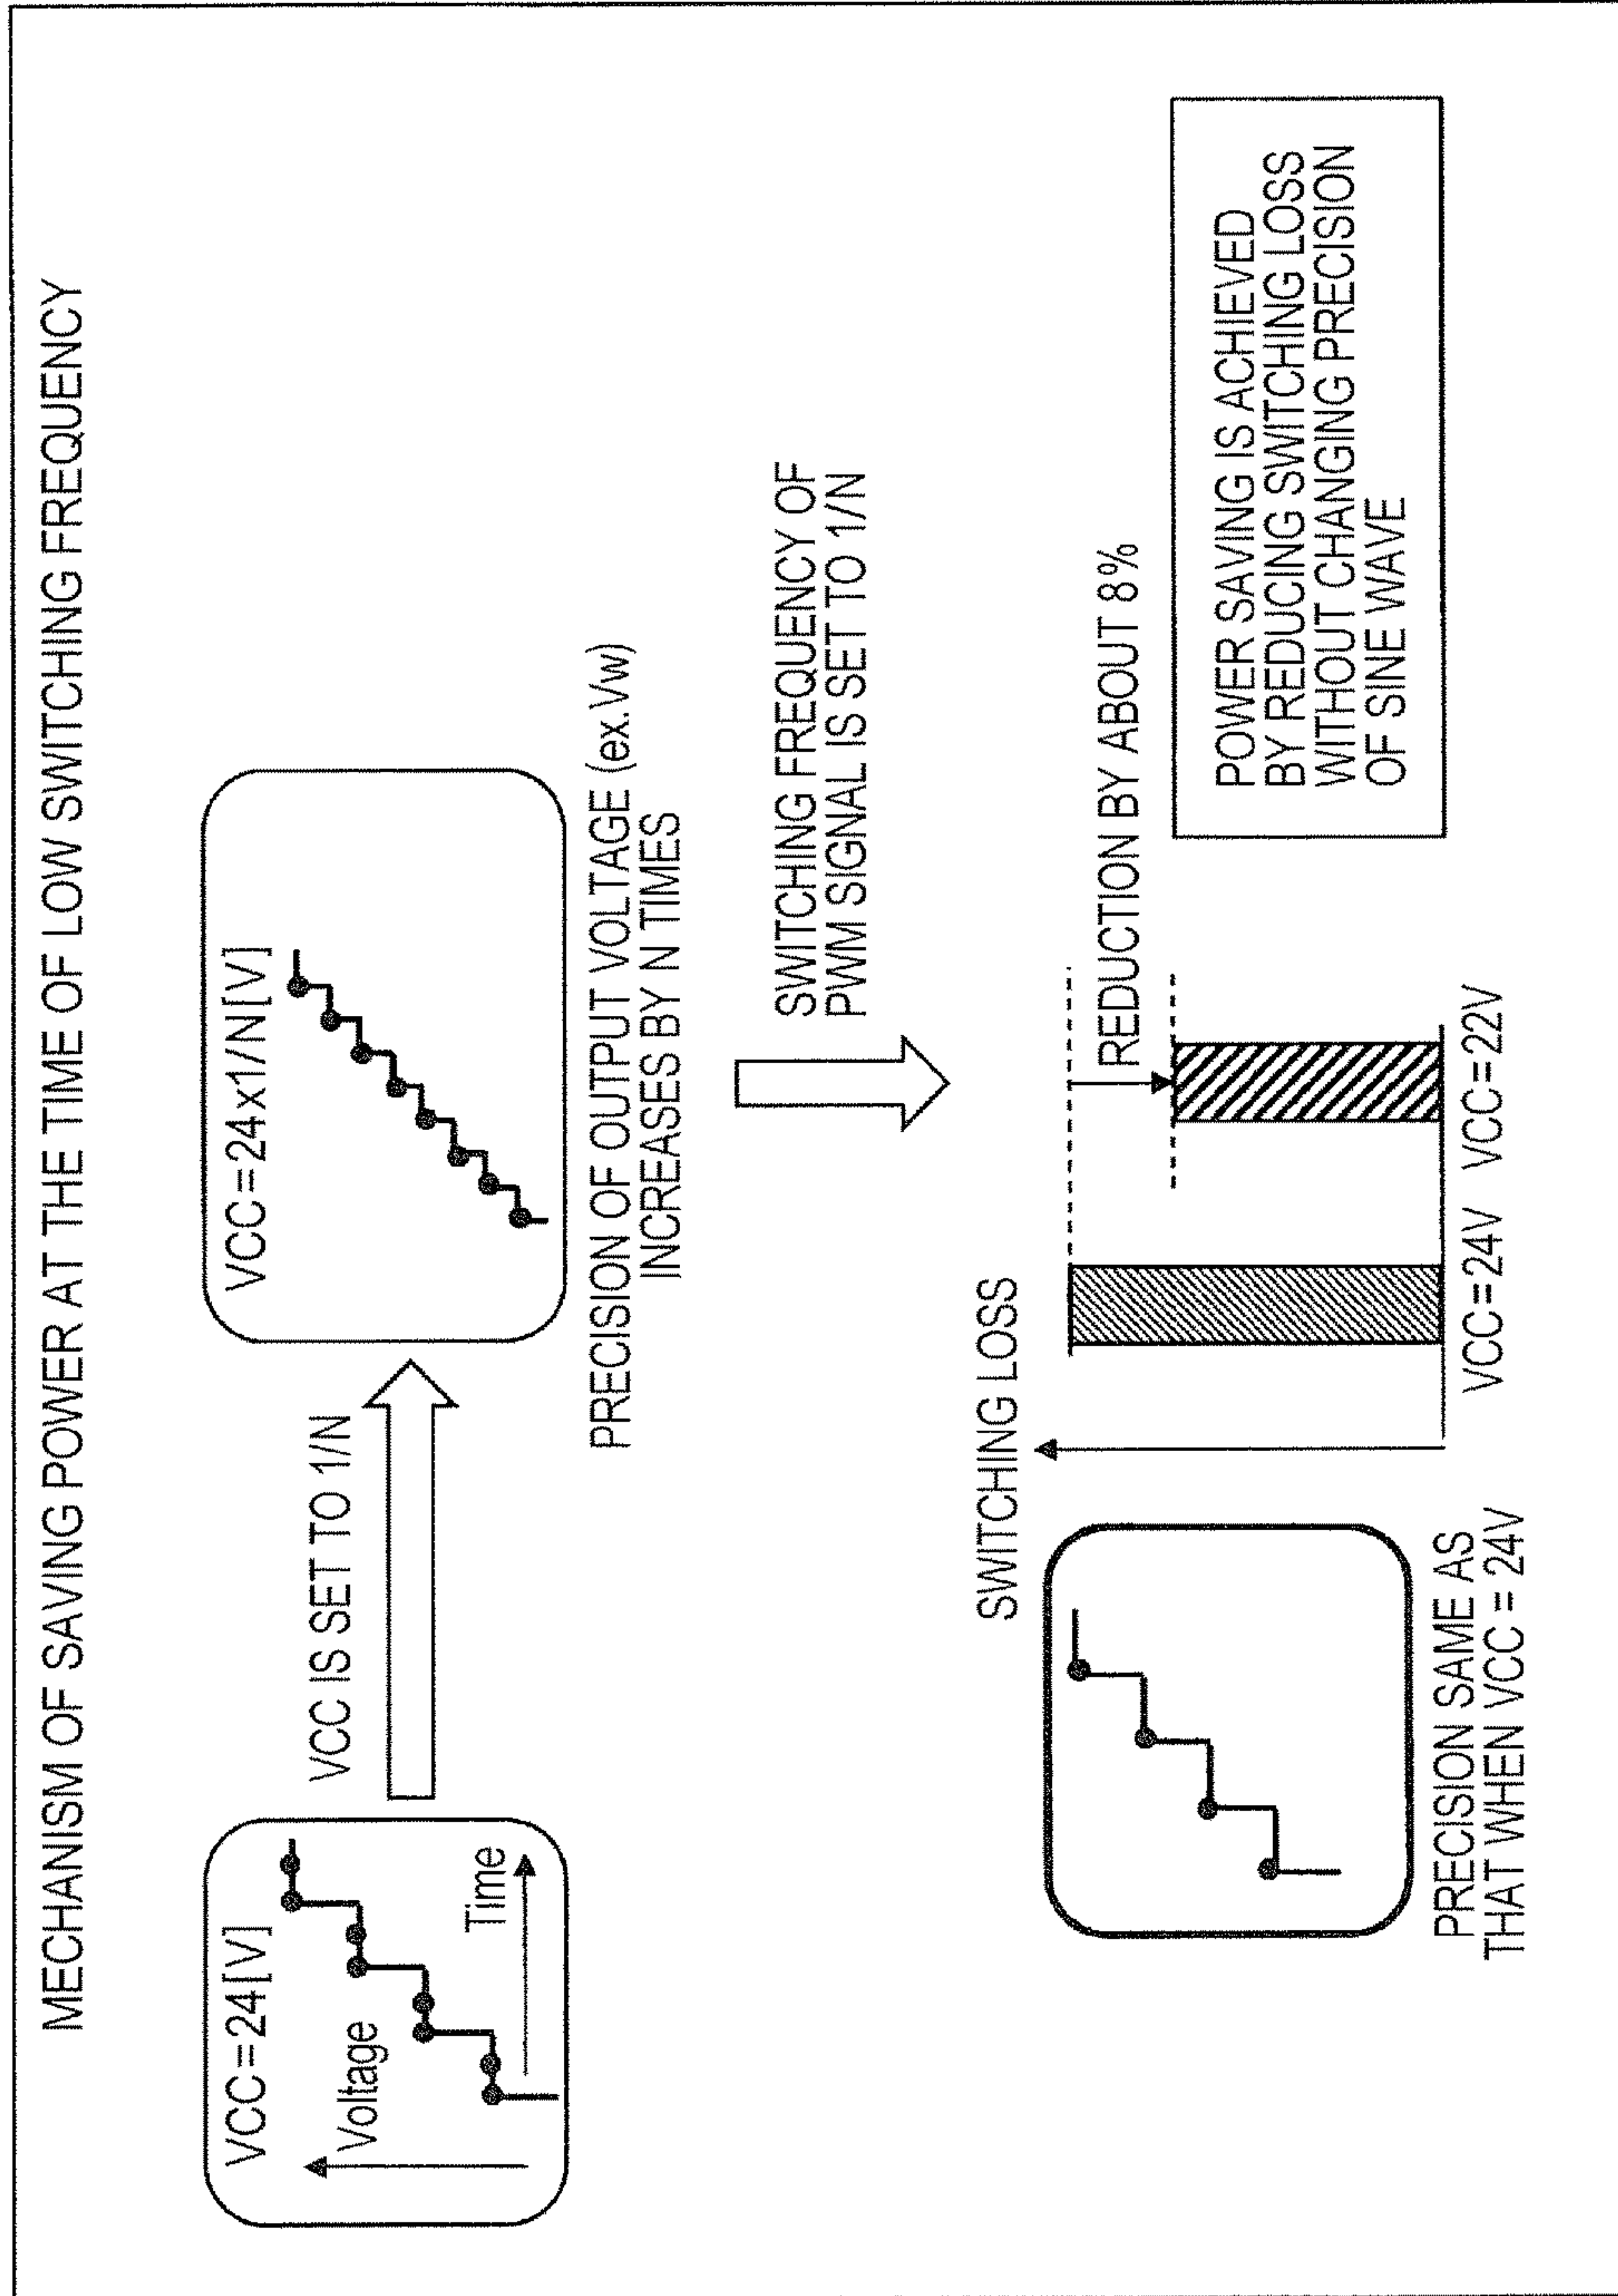 MECHANISM OF SAVING POWER AT THE TIME OF LOW SWITCHING FREQUENCY
VCC=24[V]
Voltage
Time
VCC IS SET TO 1/N
VCC=24x1/N[V]
PRECISION OF OUTPUT VOLTAGE (ex.Vw)
INCREASES BY N TIMES
SWITCHING FREQUENCY OF
PWM SIGNAL IS SET TO 1/N
PRECISION SAME AS
THAT WHEN VCC = 24V
SWITCHING LOSS
REDUCTION BY ABOUT 8%
VCC=24V
VCC=22V
POWER SAVING IS ACHIEVED
BY REDUCING SWITCHING LOSS
WITHOUT CHANGING PRECISION
OF SINE WAVE